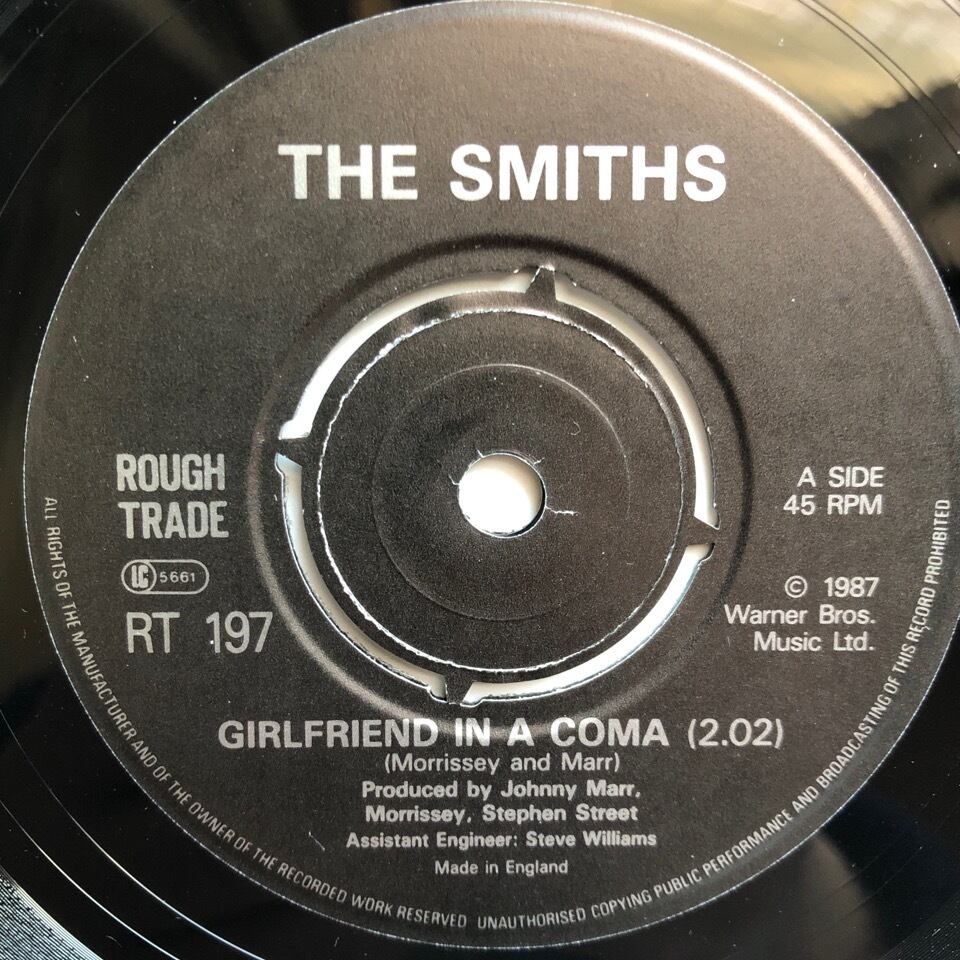 THE SMITHS
ROUGH
TRADE
LC 5661
RT 197
A SIDE
45 RPM
© 1987
Warner Bros.
Music Ltd.
GIRLFRIEND IN A COMA (2.02)
(Morrissey and Marr)
Produced by Johnny Marr,
Morrissey, Stephen Street
Assistant Engineer: Steve Williams
Made in England
ALL RIGHTS OF THE MANUFACTURER AND OF THE OWNER OF THE RECORDED WORK RESERVED UNAUTHORISED COPYING PUBLIC PERFORMANCE AND BROADCASTING OF THIS RECORD PROHIBITED